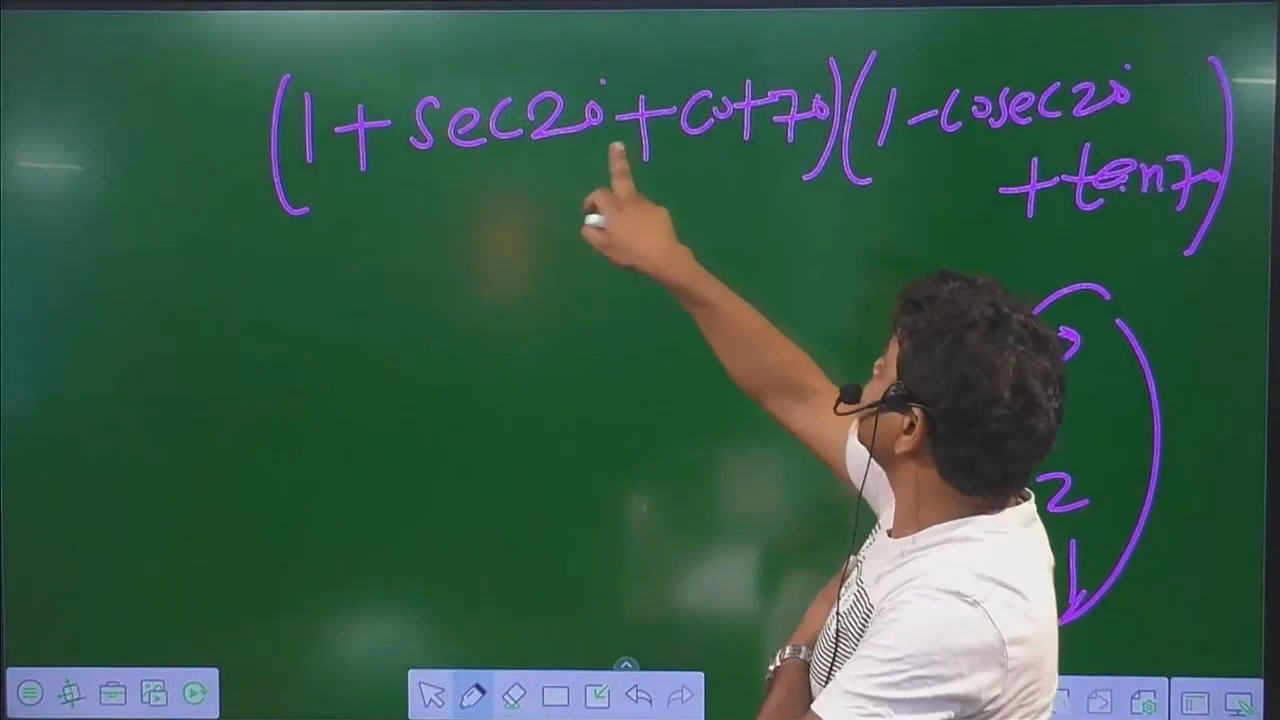 (1 + sec20° + cot70)(1 - cosec20°
+ tan70)
2